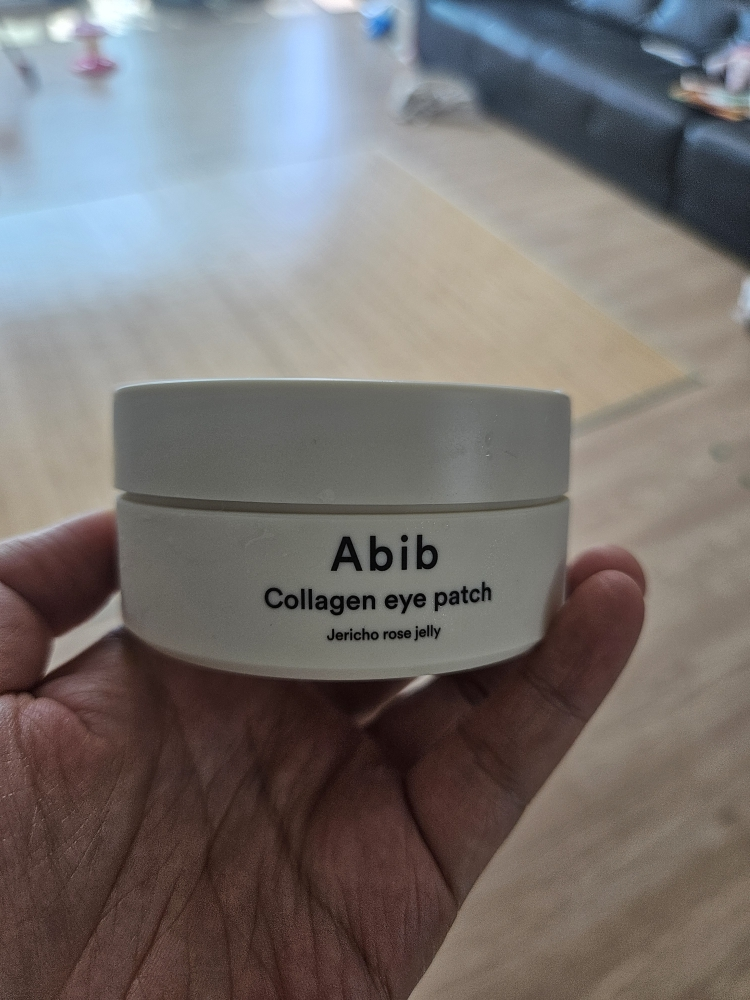 Abib
Collagen eye patch
Jericho rose jelly